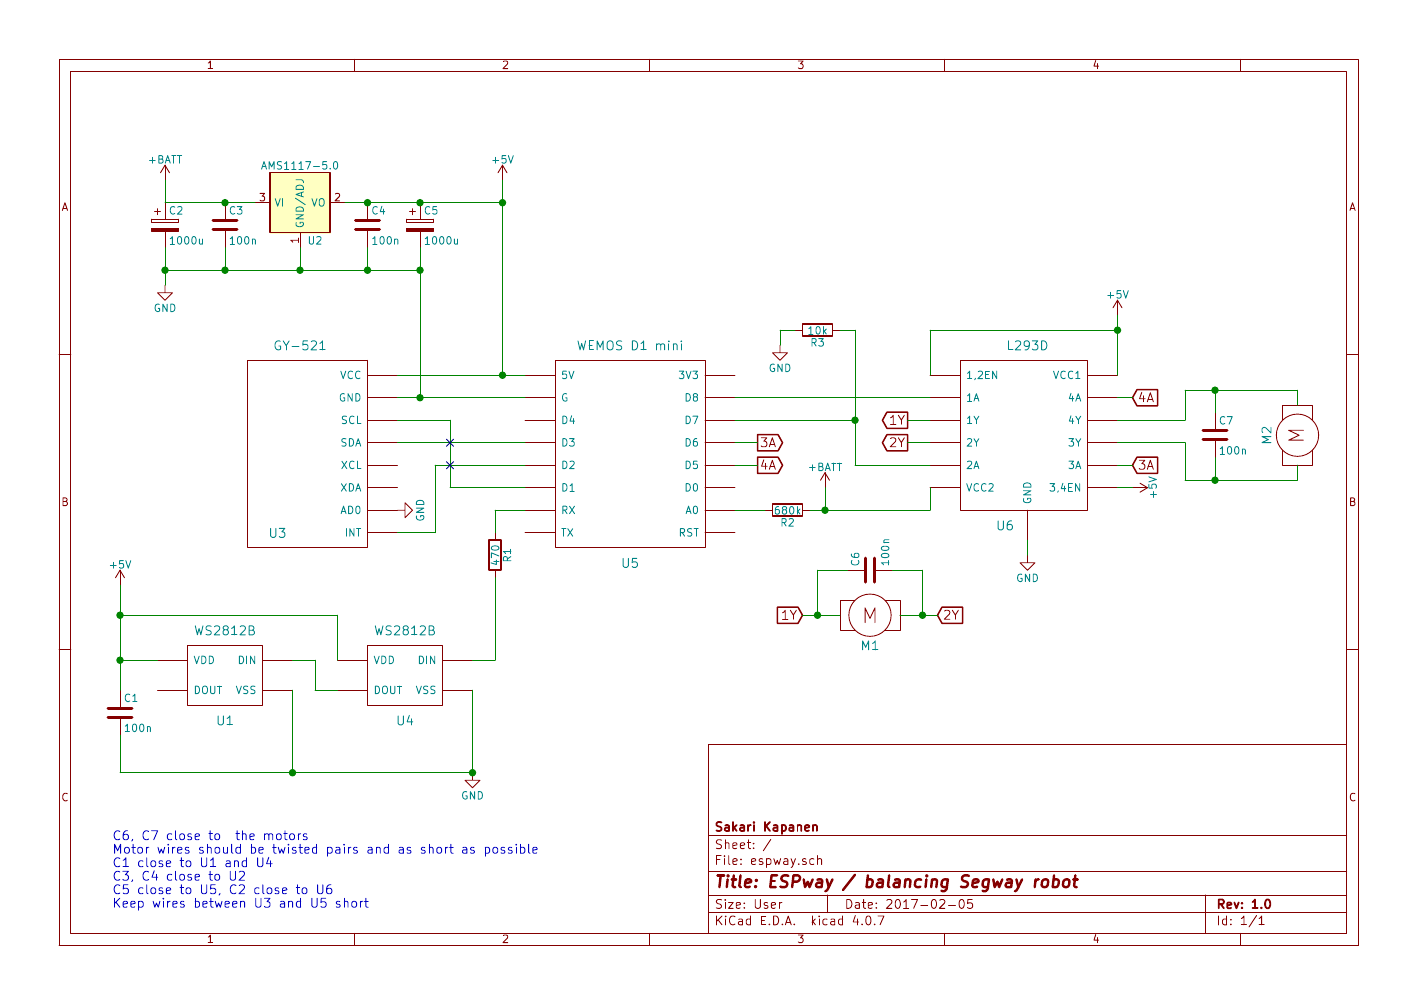 1 2 3 4
A
B
C
A
B
C
+BATT
AMS1117-5.0
+5V
3 VI GND/ADJ VO 2
1 U2
+ C2
1000u
C3
100n
C4
100n
+ C5
1000u
GND
GY-521
VCC
GND
SCL
SDA
XCL
XDA
AD0
INT
U3
GND
WEMOS D1 mini
5V 3V3
G D8
D4 D7
D3 D6
D2 D5
D1 D0
RX A0
TX RST
U5
3A
4A
10k
R3
GND
+BATT
680k
R2
470
R1
+5V
L293D
1,2EN VCC1
1A 4A
1Y 4Y
2Y 3Y
2A 3A
VCC2 GND 3,4EN
U6
1Y
2Y
4A
3A
+5V
GND
C7
100n
M2
M
C6
100n
1Y M 2Y
M1
+5V
WS2812B
VDD DIN
DOUT VSS
U1
WS2812B
VDD DIN
DOUT VSS
U4
C1
100n
GND
C6, C7 close to  the motors
Motor wires should be twisted pairs and as short as possible
C1 close to U1 and U4
C3, C4 close to U2
C5 close to U5, C2 close to U6
Keep wires between U3 and U5 short
Sakari Kapanen
Sheet: /
File: espway.sch
Title: ESPway / balancing Segway robot
Size: User Date: 2017-02-05 Rev: 1.0
KiCad E.D.A.  kicad 4.0.7 Id: 1/1
1 2 3 4